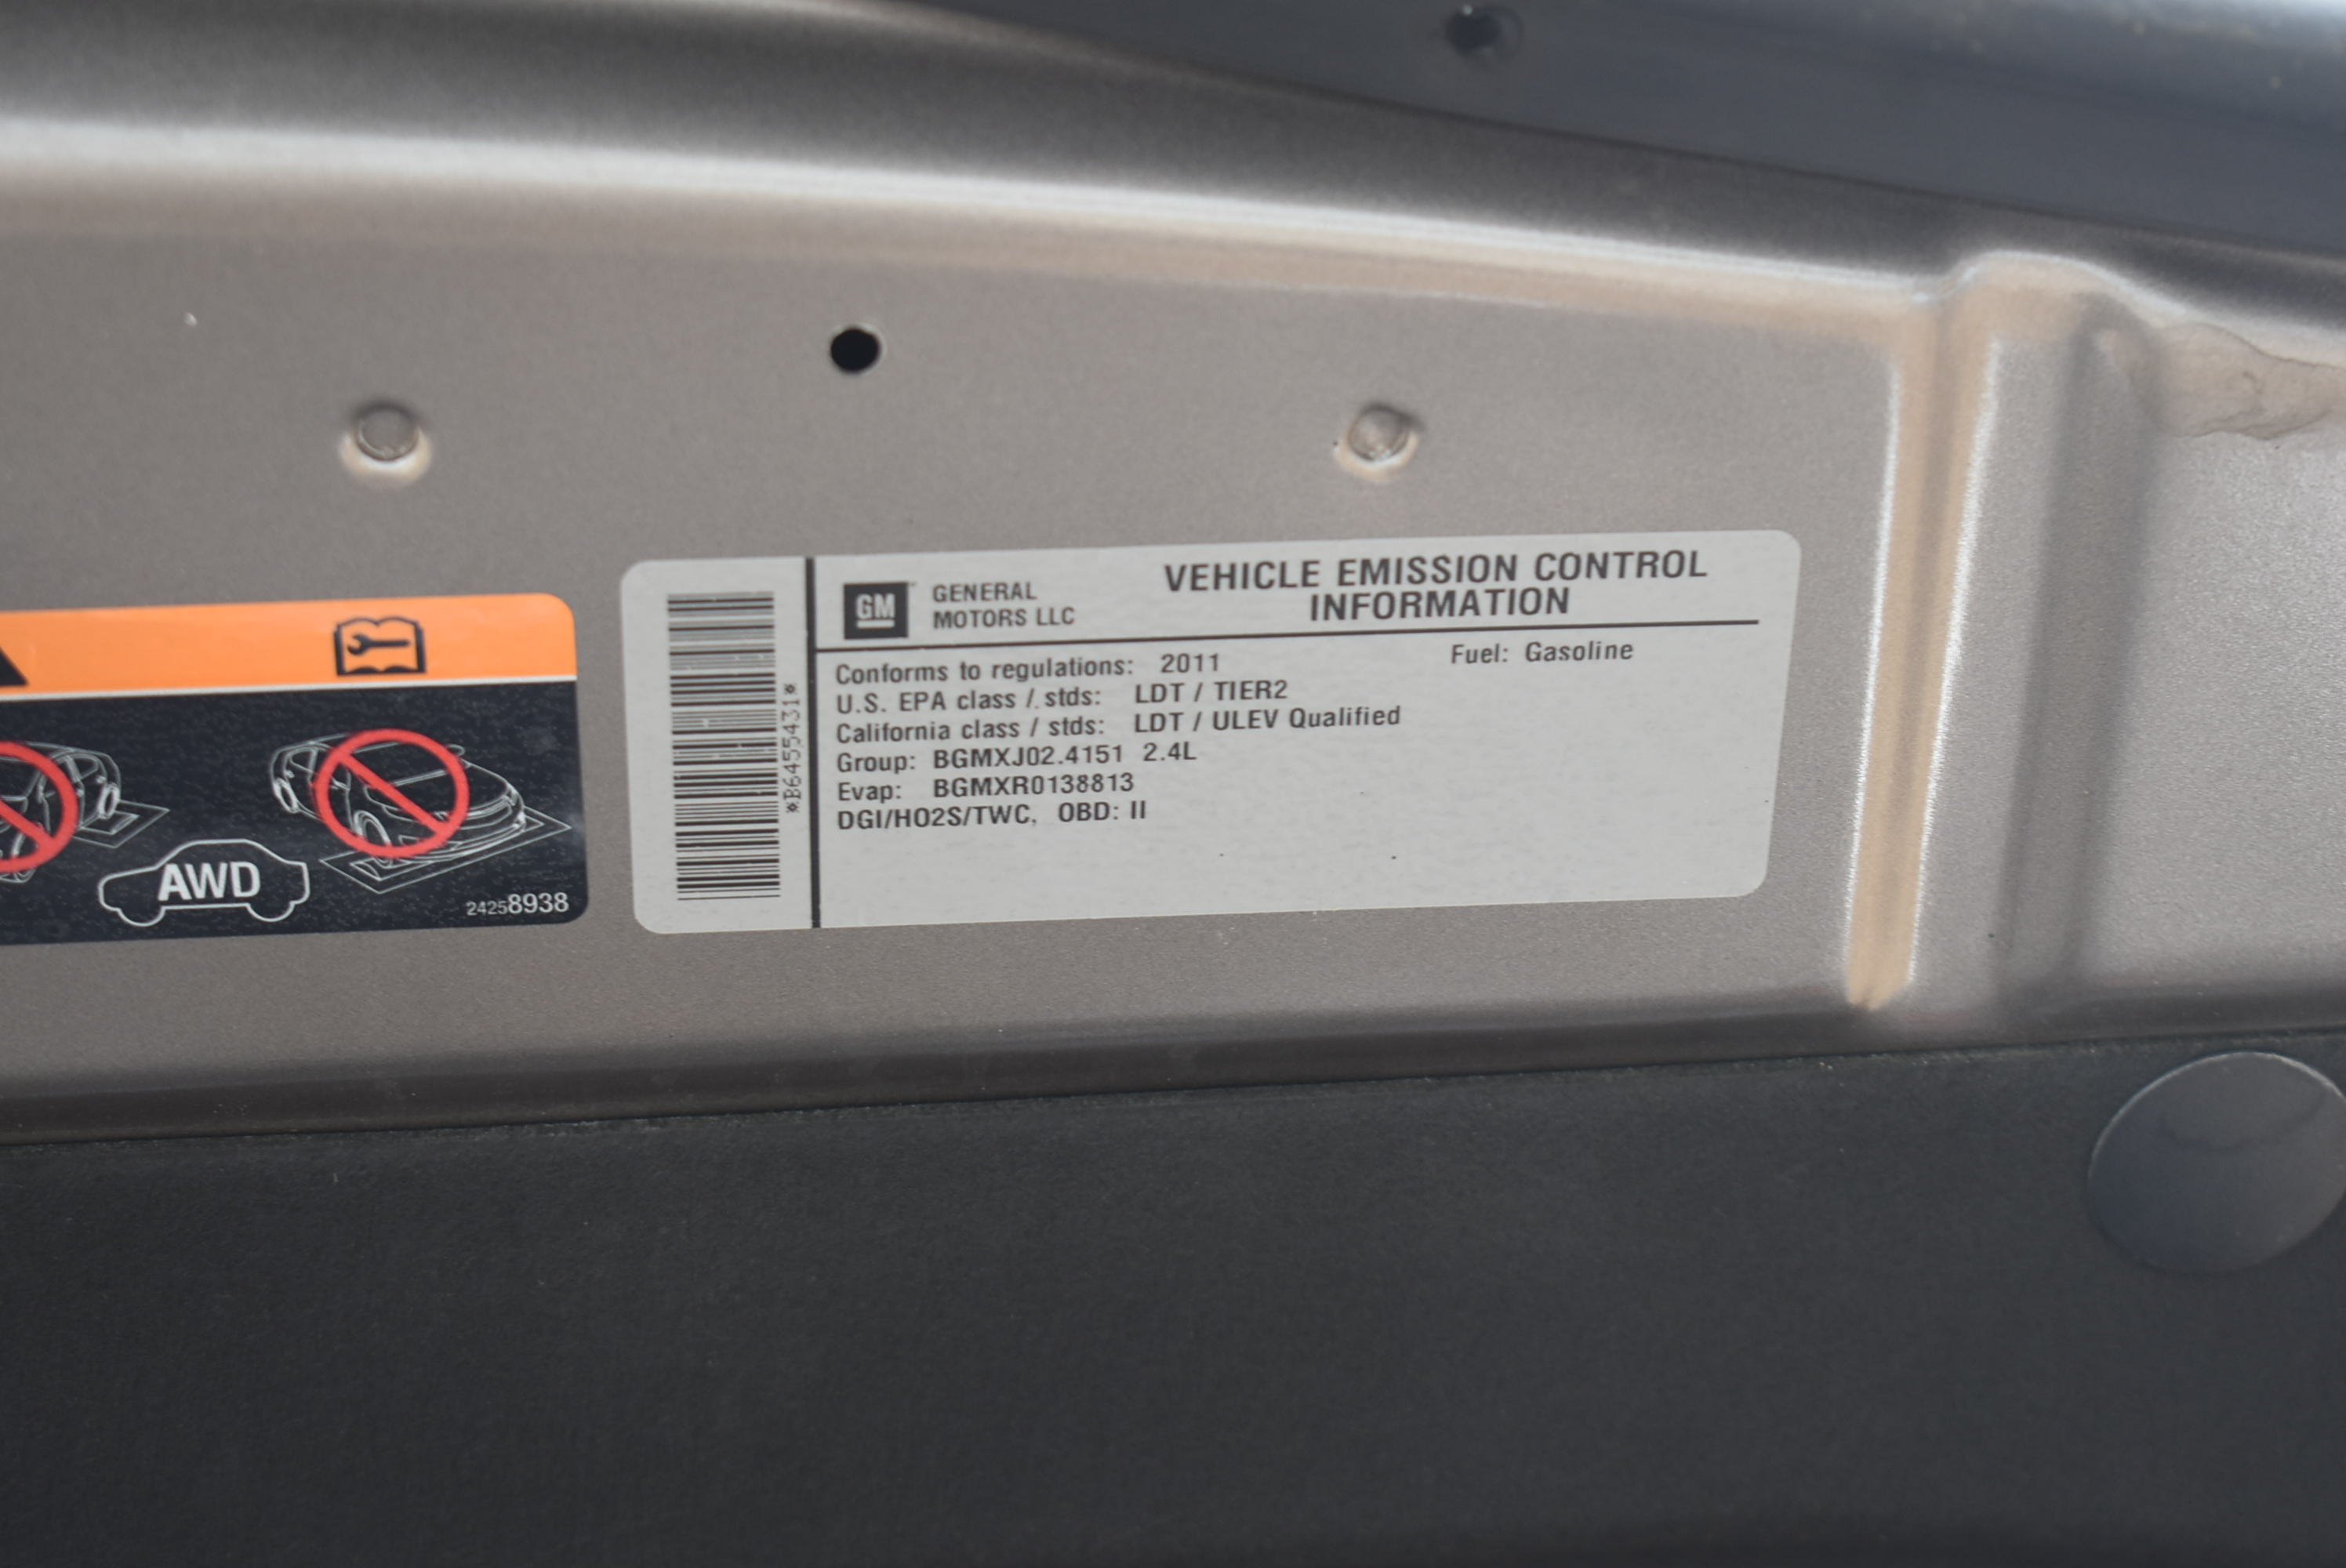 GM GENERAL MOTORS LLC
VEHICLE EMISSION CONTROL
INFORMATION
Conforms to regulations: 2011 Fuel: Gasoline
U.S. EPA class / stds: LDT / TIER2
California class / stds: LDT / ULEV Qualified
Group: BGMXJ02.4151 2.4L
Evap: BGMXR0138813
DGI/HO2S/TWC, OBD: II
*B64555431*
AWD
24258938